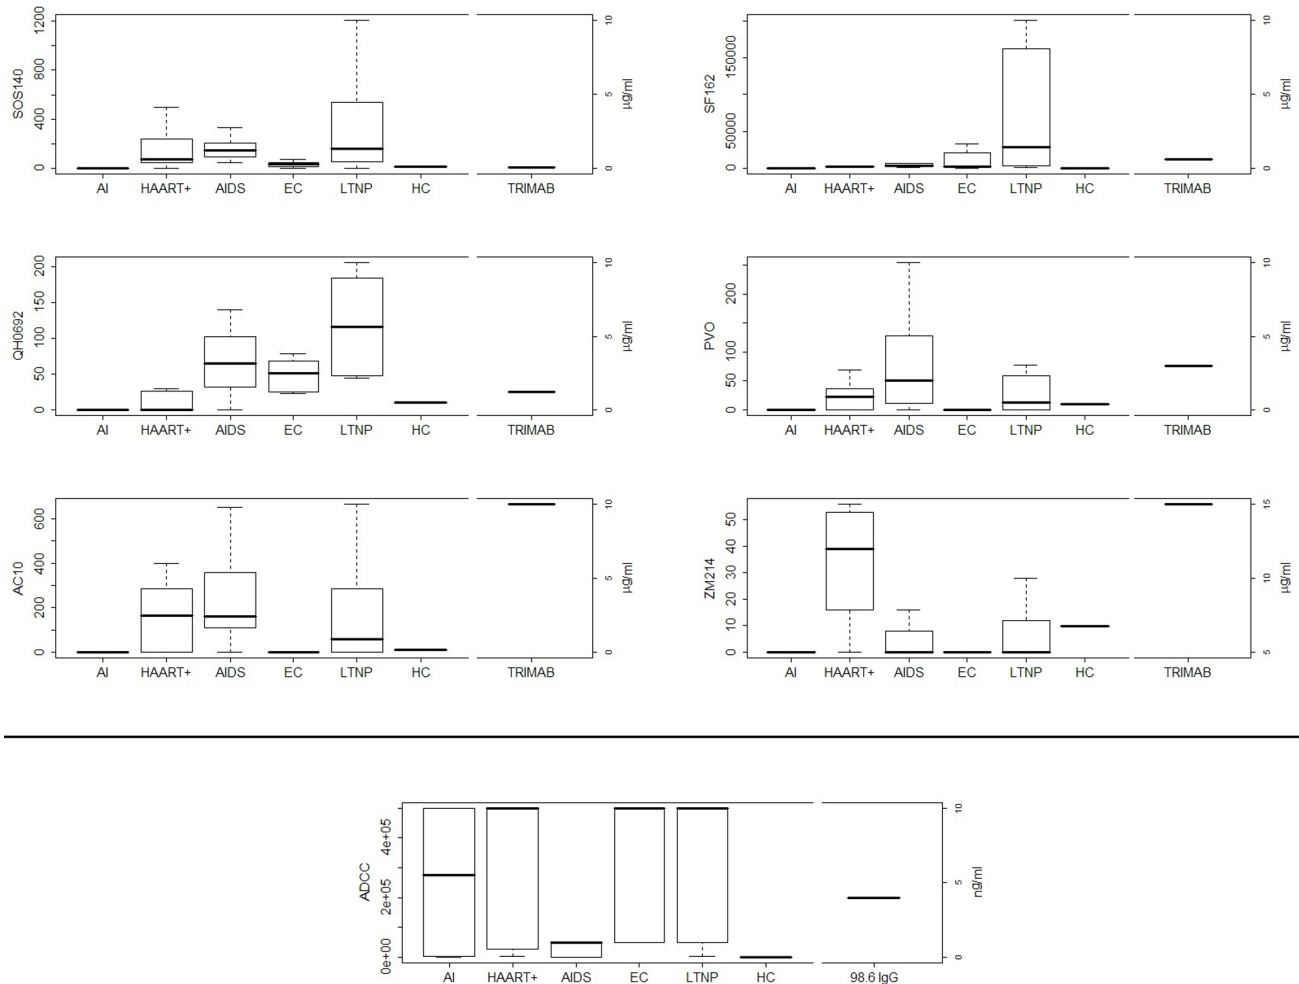 SOS140
0 400 800 1200
AI HAART+ AIDS EC LTNP HC TRIMAB
0 5 10
µg/ml
SF162
0 50000 150000
AI HAART+ AIDS EC LTNP HC TRIMAB
0 5 10
µg/ml
QH0692
0 50 100 150 200
AI HAART+ AIDS EC LTNP HC TRIMAB
0 5 10
µg/ml
PVO
0 50 100 200
AI HAART+ AIDS EC LTNP HC TRIMAB
0 5 10
µg/ml
AC10
0 200 400 600
AI HAART+ AIDS EC LTNP HC TRIMAB
0 5 10
µg/ml
ZM214
0 10 20 30 40 50
AI HAART+ AIDS EC LTNP HC TRIMAB
5 10 15
µg/ml
ADCC
0e+00 2e+05 4e+05
AI HAART+ AIDS EC LTNP HC 98.6 IgG
0 5 10
ng/ml